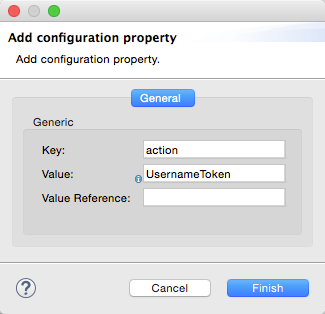 Add configuration property
Add configuration property.
General
Generic
Key: action
Value: UsernameToken
Value Reference:
? Cancel Finish